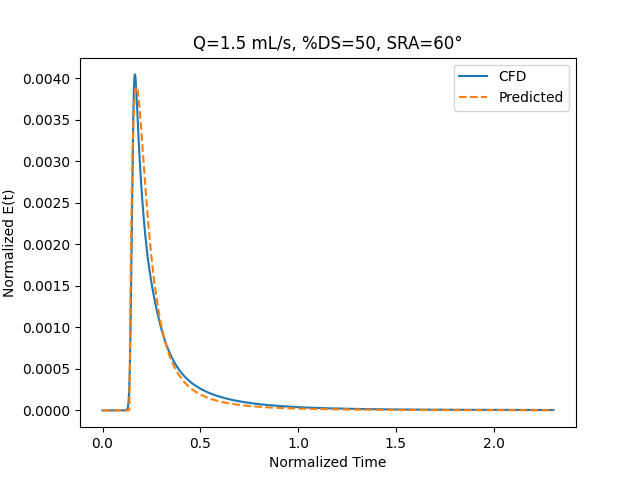 Q=1.5 mL/s, %DS=50, SRA=60°
CFD
Predicted
0.0040
0.0035
0.0030
0.0025
0.0020
0.0015
0.0010
0.0005
0.0000
Normalized E(t)
0.0 0.5 1.0 1.5 2.0
Normalized Time